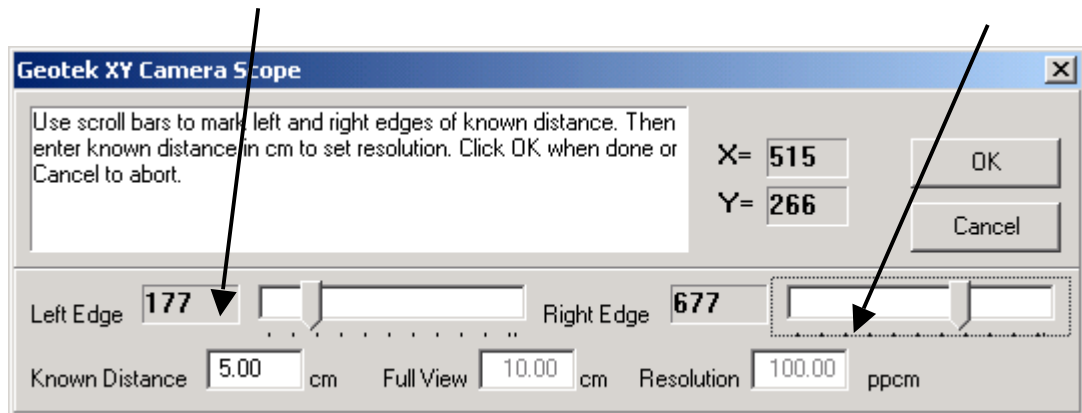 Geotek XY Camera Scope
Use scroll bars to mark left and right edges of known distance. Then
enter known distance in cm to set resolution. Click OK when done or
Cancel to abort.
X= 515
OK
Y= 266
Cancel
Left Edge 177 Right Edge 677
Known Distance 5.00 cm Full View 10.00 cm Resolution 100.00 ppcm